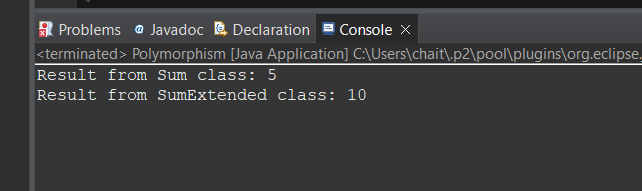 Problems @ Javadoc Declaration Console ×
<terminated> Polymorphism [Java Application] C:\Users\chait\.p2\pool\plugins\org.eclipse.
Result from Sum class: 5
Result from SumExtended class: 10